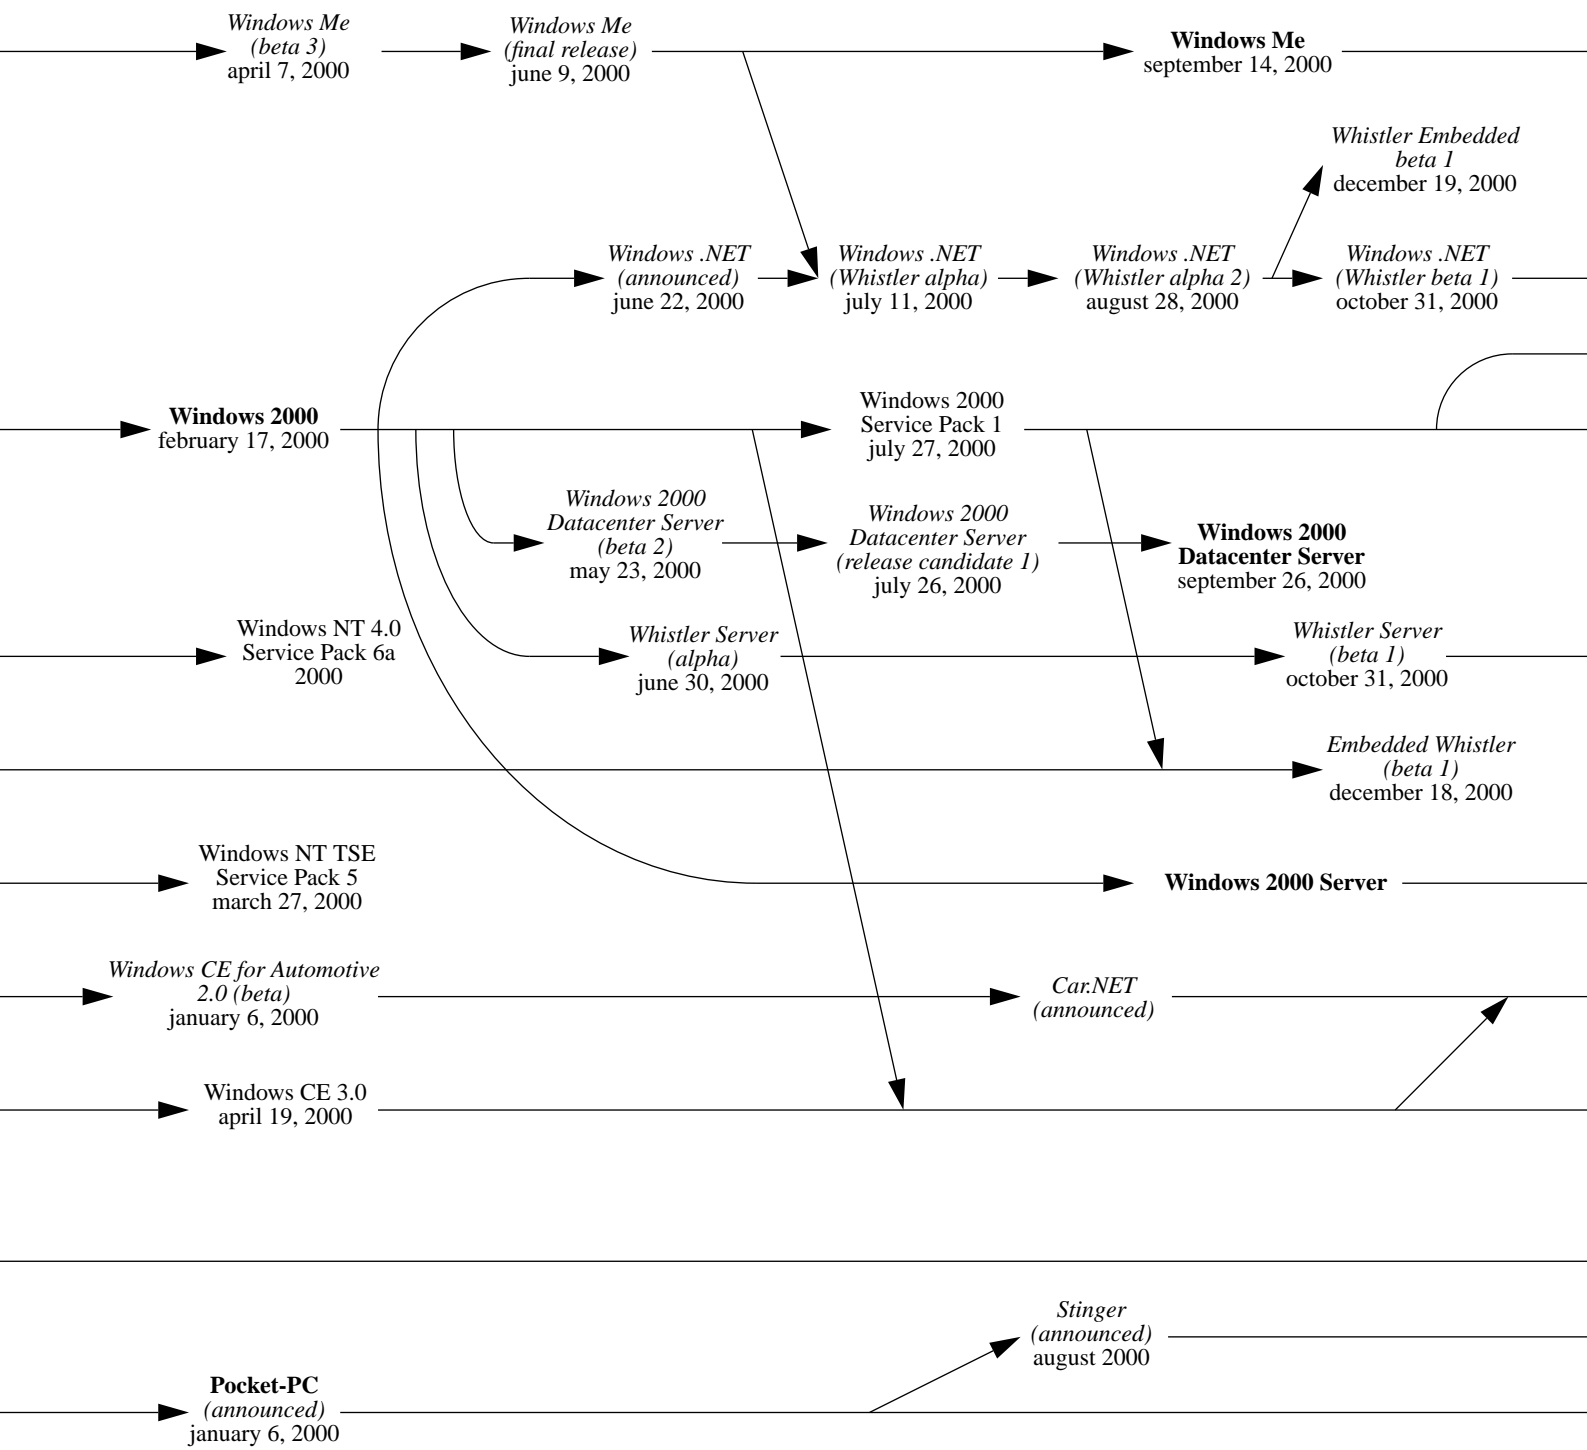 Windows Me
(beta 3)
april 7, 2000
Windows Me
(final release)
june 9, 2000
Windows Me
september 14, 2000
Whistler Embedded
beta 1
december 19, 2000
Windows .NET
(announced)
june 22, 2000
Windows .NET
(Whistler alpha)
july 11, 2000
Windows .NET
(Whistler alpha 2)
august 28, 2000
Windows .NET
(Whistler beta 1)
october 31, 2000
Windows 2000
february 17, 2000
Windows 2000
Service Pack 1
july 27, 2000
Windows 2000
Datacenter Server
(beta 2)
may 23, 2000
Windows 2000
Datacenter Server
(release candidate 1)
july 26, 2000
Windows 2000
Datacenter Server
september 26, 2000
Windows NT 4.0
Service Pack 6a
2000
Whistler Server
(alpha)
june 30, 2000
Whistler Server
(beta 1)
october 31, 2000
Embedded Whistler
(beta 1)
december 18, 2000
Windows NT TSE
Service Pack 5
march 27, 2000
Windows 2000 Server
Windows CE for Automotive
2.0 (beta)
january 6, 2000
Car.NET
(announced)
Windows CE 3.0
april 19, 2000
Stinger
(announced)
august 2000
Pocket-PC
(announced)
january 6, 2000